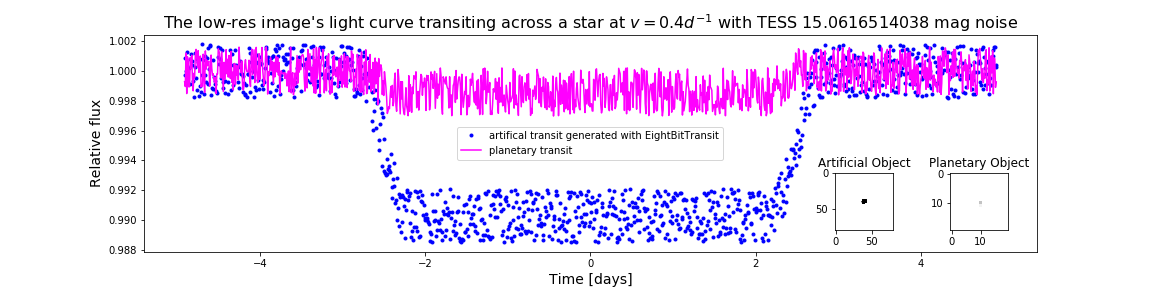 The low-res image's light curve transiting across a star at v = 0.4d⁻¹ with TESS 15.0616514038 mag noise
1.002
1.000
0.998
0.996
0.994
0.992
0.990
0.988
Relative flux
artifical transit generated with EightBitTransit
planetary transit
Artificial Object
0
50
0 50
Planetary Object
0
10
0 10
−4 −2 0 2 4
Time [days]